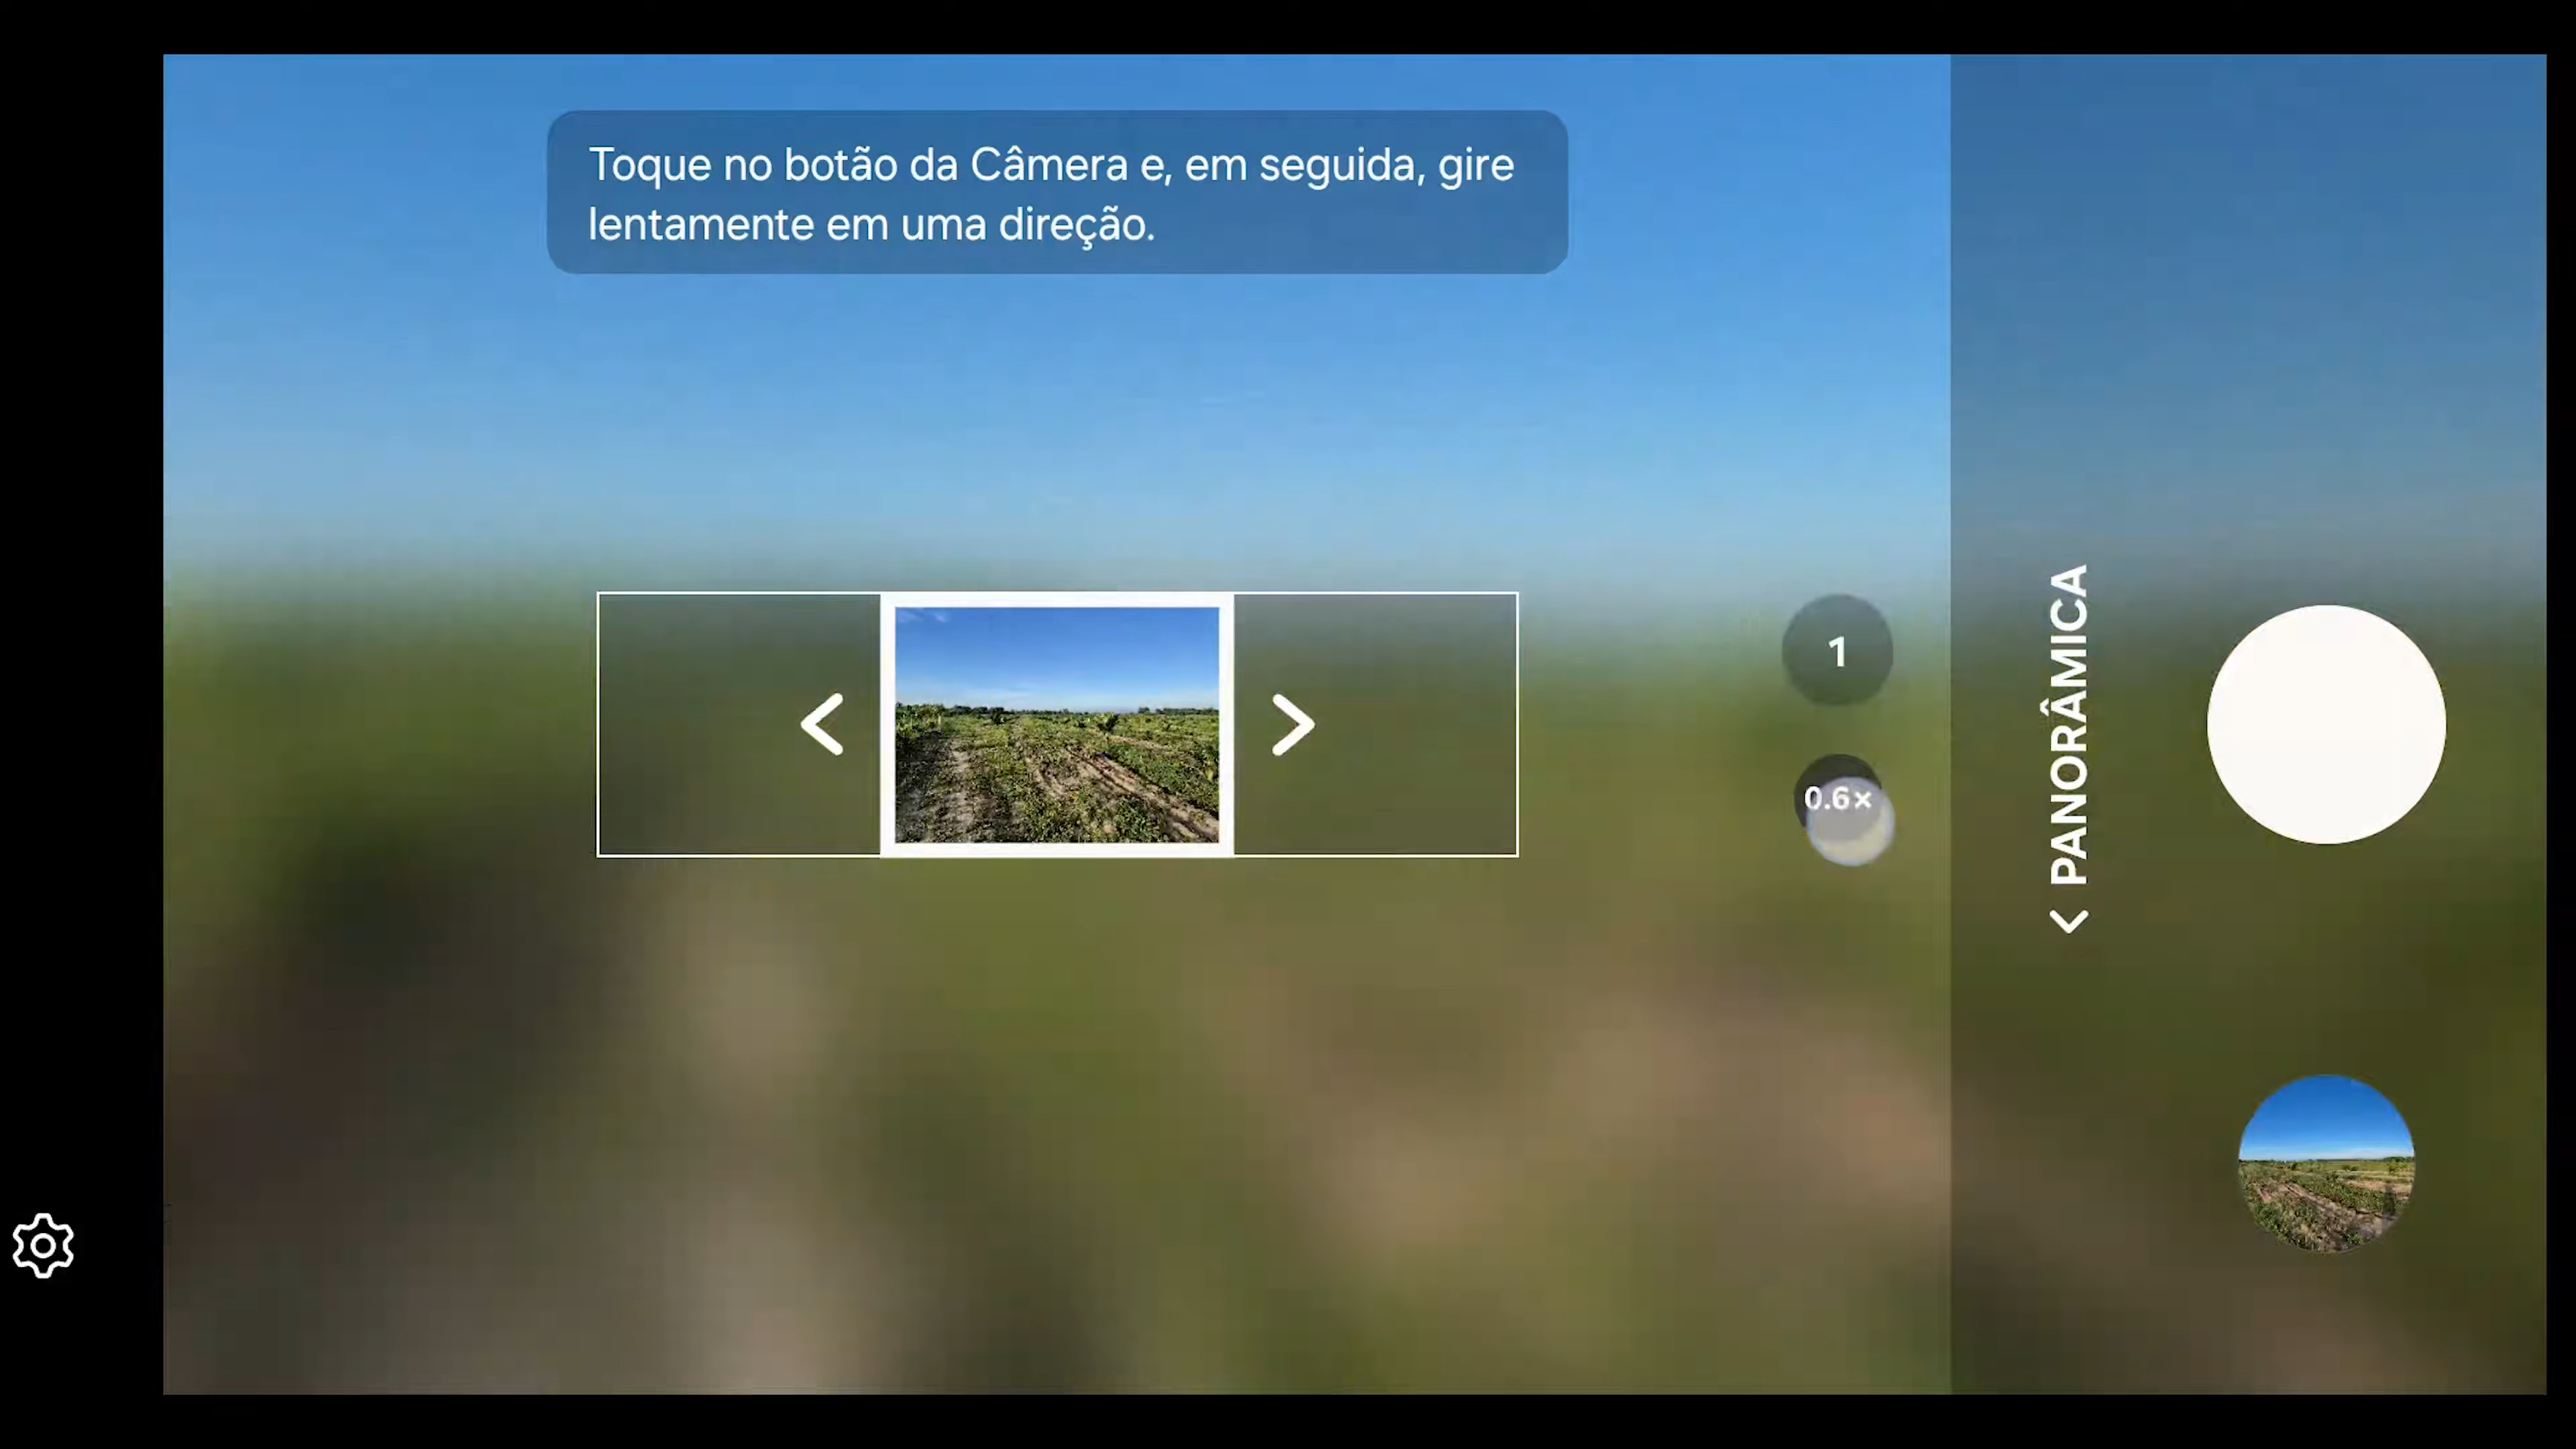 Toque no botão da Câmera e, em seguida, gire
lentamente em uma direção.
1
0.6×
PANORÂMICA